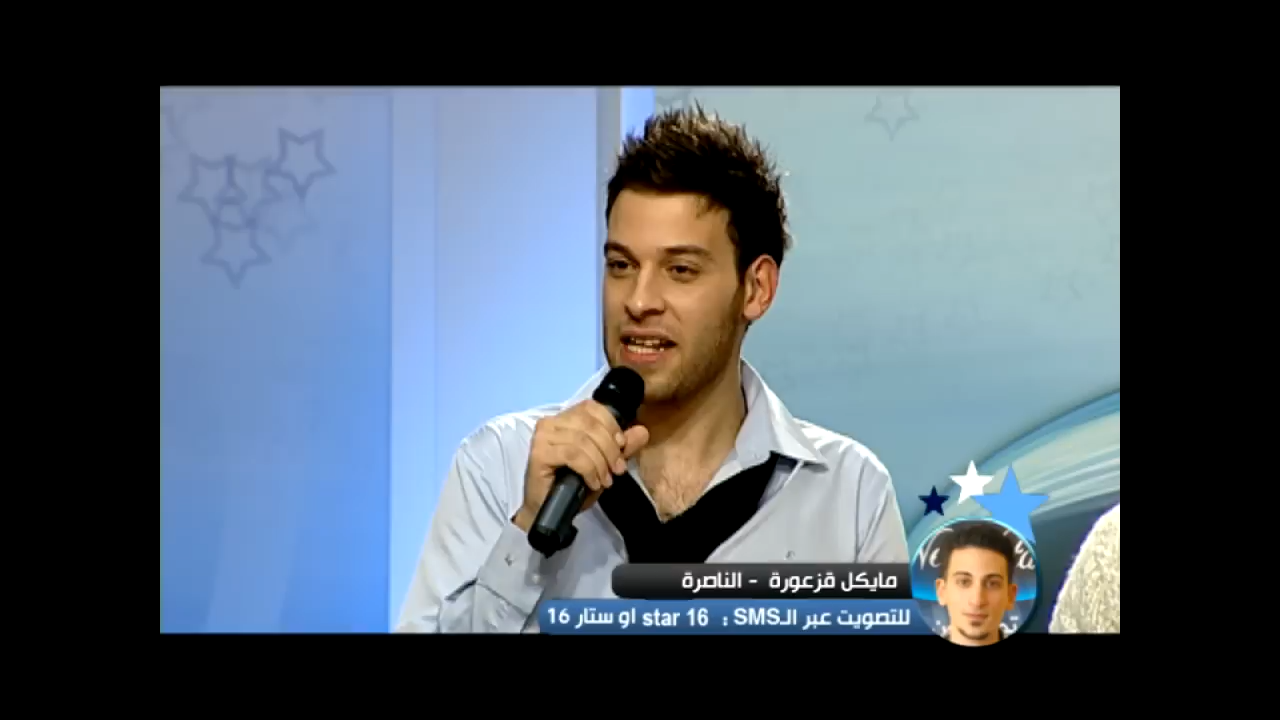 مايكل قزعورة - الناصرة
للتصويت عبر الـSMS : star 16 او ستار 16